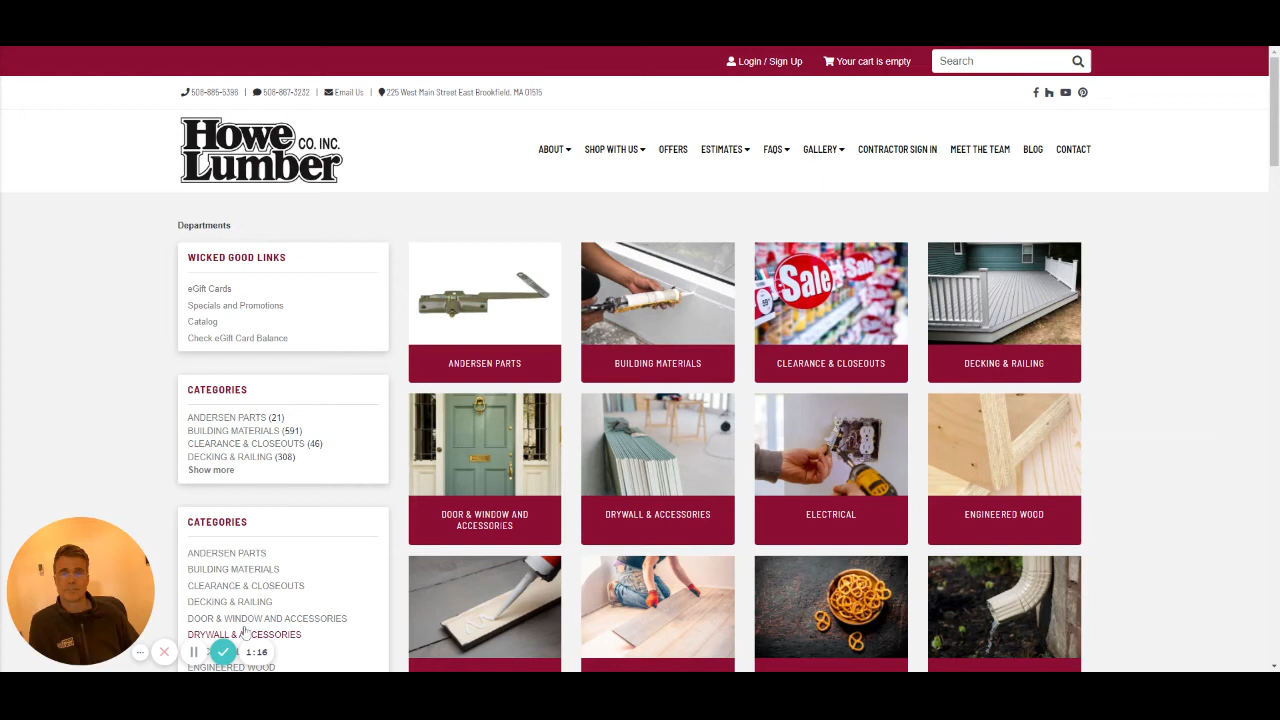 Login / Sign Up
Your cart is empty
Search
508-885-5396 | 508-867-3232 | Email Us | 225 West Main Street East Brookfield, MA 01515
Howe CO. INC.
Lumber
ABOUT SHOP WITH US OFFERS ESTIMATES FAQS GALLERY CONTRACTOR SIGN IN MEET THE TEAM BLOG CONTACT
Departments
WICKED GOOD LINKS
eGift Cards
Specials and Promotions
Catalog
Check eGift Card Balance
CATEGORIES
ANDERSEN PARTS (21)
BUILDING MATERIALS (591)
CLEARANCE & CLOSEOUTS (46)
DECKING & RAILING (308)
Show more
CATEGORIES
ANDERSEN PARTS
BUILDING MATERIALS
CLEARANCE & CLOSEOUTS
DECKING & RAILING
DOOR & WINDOW AND ACCESSORIES
DRYWALL & ACCESSORIES
ENGINEERED WOOD
1:16
Sale
Sale
ANDERSEN PARTS
BUILDING MATERIALS
CLEARANCE & CLOSEOUTS
DECKING & RAILING
DOOR & WINDOW AND
ACCESSORIES
DRYWALL & ACCESSORIES
ELECTRICAL
ENGINEERED WOOD